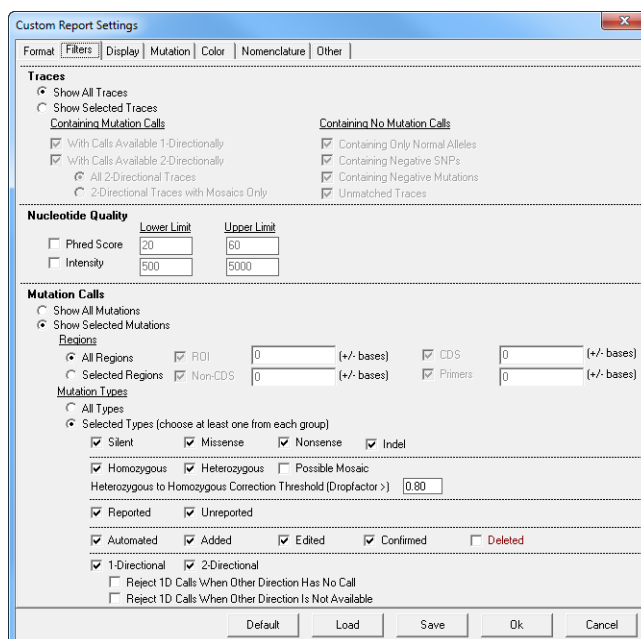 Custom Report Settings
Format Filters Display Mutation Color Nomenclature Other
Traces
Show All Traces
Show Selected Traces
Containing Mutation Calls Containing No Mutation Calls
With Calls Available 1-Directionally Containing Only Normal Alleles
With Calls Available 2-Directionally Containing Negative SNPs
All 2-Directional Traces Containing Negative Mutations
2-Directional Traces with Mosaics Only Unmatched Traces
Nucleotide Quality
Lower Limit Upper Limit
Phred Score 20 60
Intensity 500 5000
Mutation Calls
Show All Mutations
Show Selected Mutations
Regions
All Regions ROI 0 (+/- bases) CDS 0 (+/- bases)
Selected Regions Non-CDS 0 (+/- bases) Primers 0 (+/- bases)
Mutation Types
All Types
Selected Types (choose at least one from each group)
Silent Missense Nonsense Indel
Homozygous Heterozygous Possible Mosaic
Heterozygous to Homozygous Correction Threshold (Dropfactor >) 0.80
Reported Unreported
Automated Added Edited Confirmed Deleted
1-Directional 2-Directional
Reject 1D Calls When Other Direction Has No Call
Reject 1D Calls When Other Direction Is Not Available
Default Load Save Ok Cancel